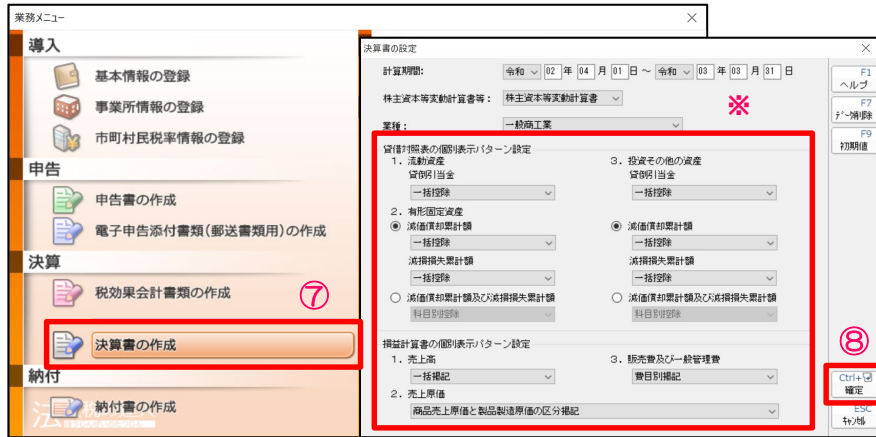 業務メニュー
導入
基本情報の登録
事業所情報の登録
市町村民税率情報の登録
申告
申告書の作成
電子申告添付書類(郵送書類用)の作成
決算
税効果会計書類の作成
⑦
決算書の作成
納付
納付書の作成
決算書の設定
計算期間: 令和 02 年 04 月 01 日 ~ 令和 03 年 03 月 31 日
株主資本等変動計算書等: 株主資本等変動計算書
※
業種: 一般商工業
貸借対照表の個別表示パターン設定
1. 流動資産
貸倒引当金
一括控除
2. 有形固定資産
減価償却累計額
一括控除
減損損失累計額
一括控除
減価償却累計額及び減損損失累計額
科目別控除
3. 投資その他の資産
貸倒引当金
一括控除
減価償却累計額
一括控除
減損損失累計額
一括控除
減価償却累計額及び減損損失累計額
科目別控除
損益計算書の個別表示パターン設定
1. 売上高
一括掲記
3. 販売費及び一般管理費
費目別掲記
2. 売上原価
商品売上原価と製品製造原価の区分掲記
F1
ヘルプ
F7
データ削除
F9
初期値
⑧
Ctrl+
確定
ESC
キャンセル